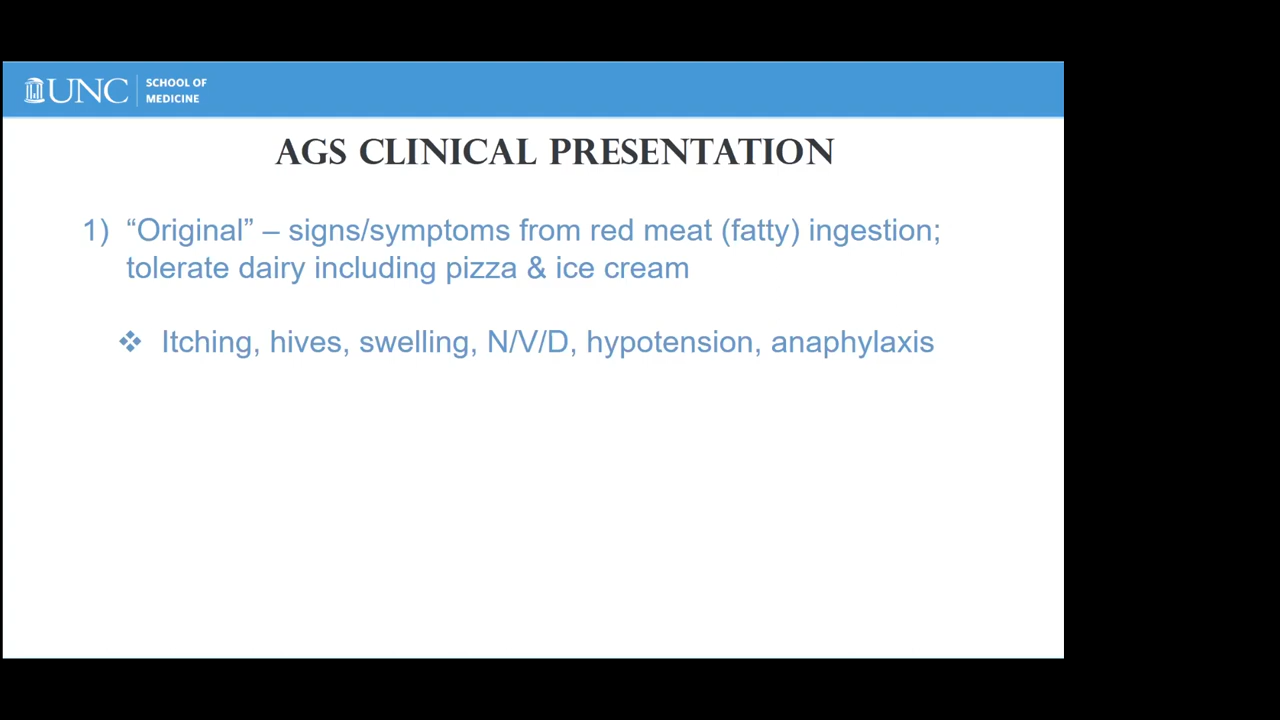 UNC SCHOOL OF
MEDICINE
AGS CLINICAL PRESENTATION
1) “Original” – signs/symptoms from red meat (fatty) ingestion;
tolerate dairy including pizza & ice cream
❖ Itching, hives, swelling, N/V/D, hypotension, anaphylaxis